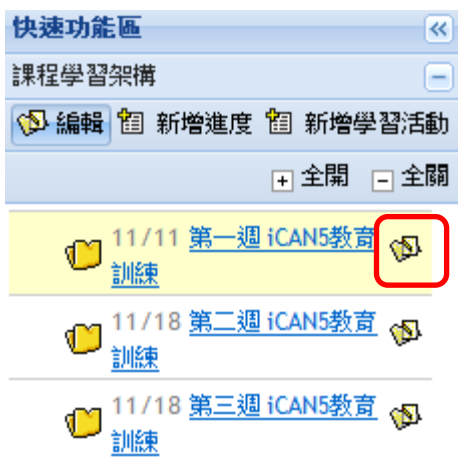 快速功能區
課程學習架構
編輯 新增進度 新增學習活動
全開 全關
11/11 第一週 iCAN5教育
訓練
11/18 第二週 iCAN5教育
訓練
11/18 第三週 iCAN5教育
訓練